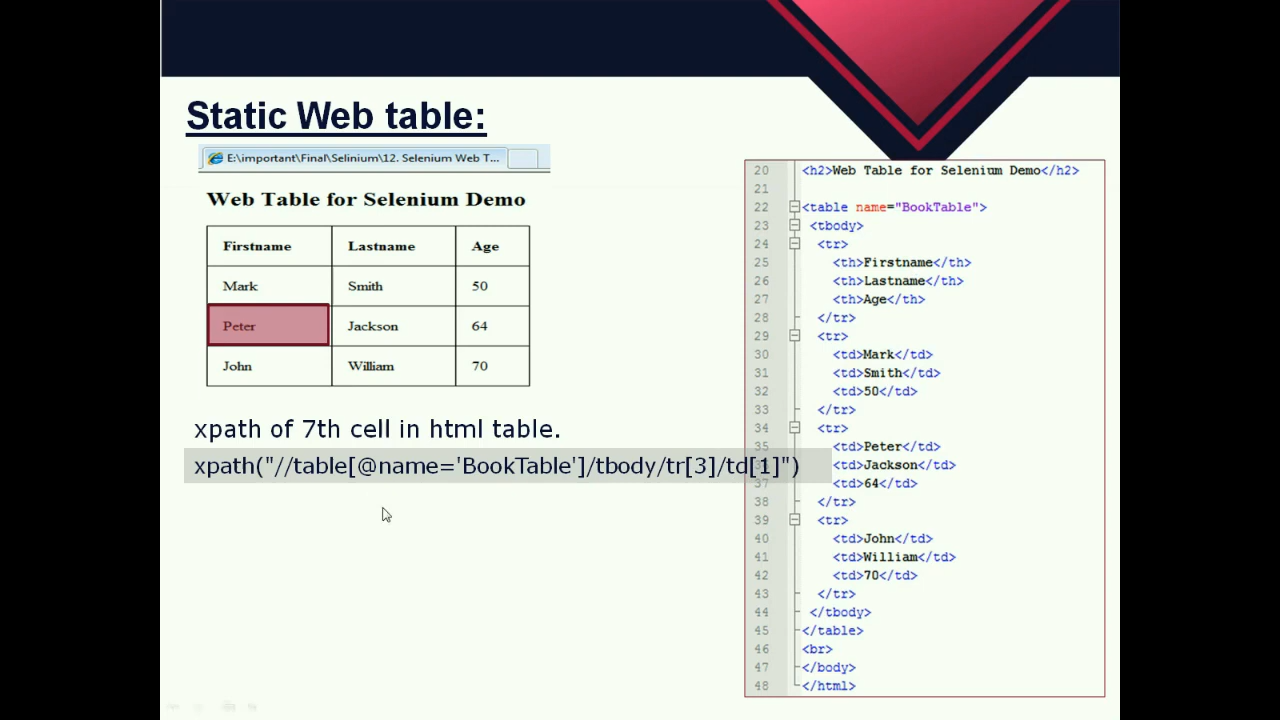 Static Web table:
E:\important\Final\Selinium\12. Selenium Web T...
Web Table for Selenium Demo
Firstname Lastname Age
Mark Smith 50
Peter Jackson 64
John William 70
xpath of 7th cell in html table.
xpath("//table[@name='BookTable']/tbody/tr[3]/td[1]")
20 <h2>Web Table for Selenium Demo</h2>
21
22 <table name="BookTable">
23 <tbody>
24 <tr>
25 <th>Firstname</th>
26 <th>Lastname</th>
27 <th>Age</th>
28 </tr>
29 <tr>
30 <td>Mark</td>
31 <td>Smith</td>
32 <td>50</td>
33 </tr>
34 <tr>
35 <td>Peter</td>
<td>Jackson</td>
37 <td>64</td>
38 </tr>
39 <tr>
40 <td>John</td>
41 <td>William</td>
42 <td>70</td>
43 </tr>
44 </tbody>
45 </table>
46 <br>
47 </body>
48 </html>